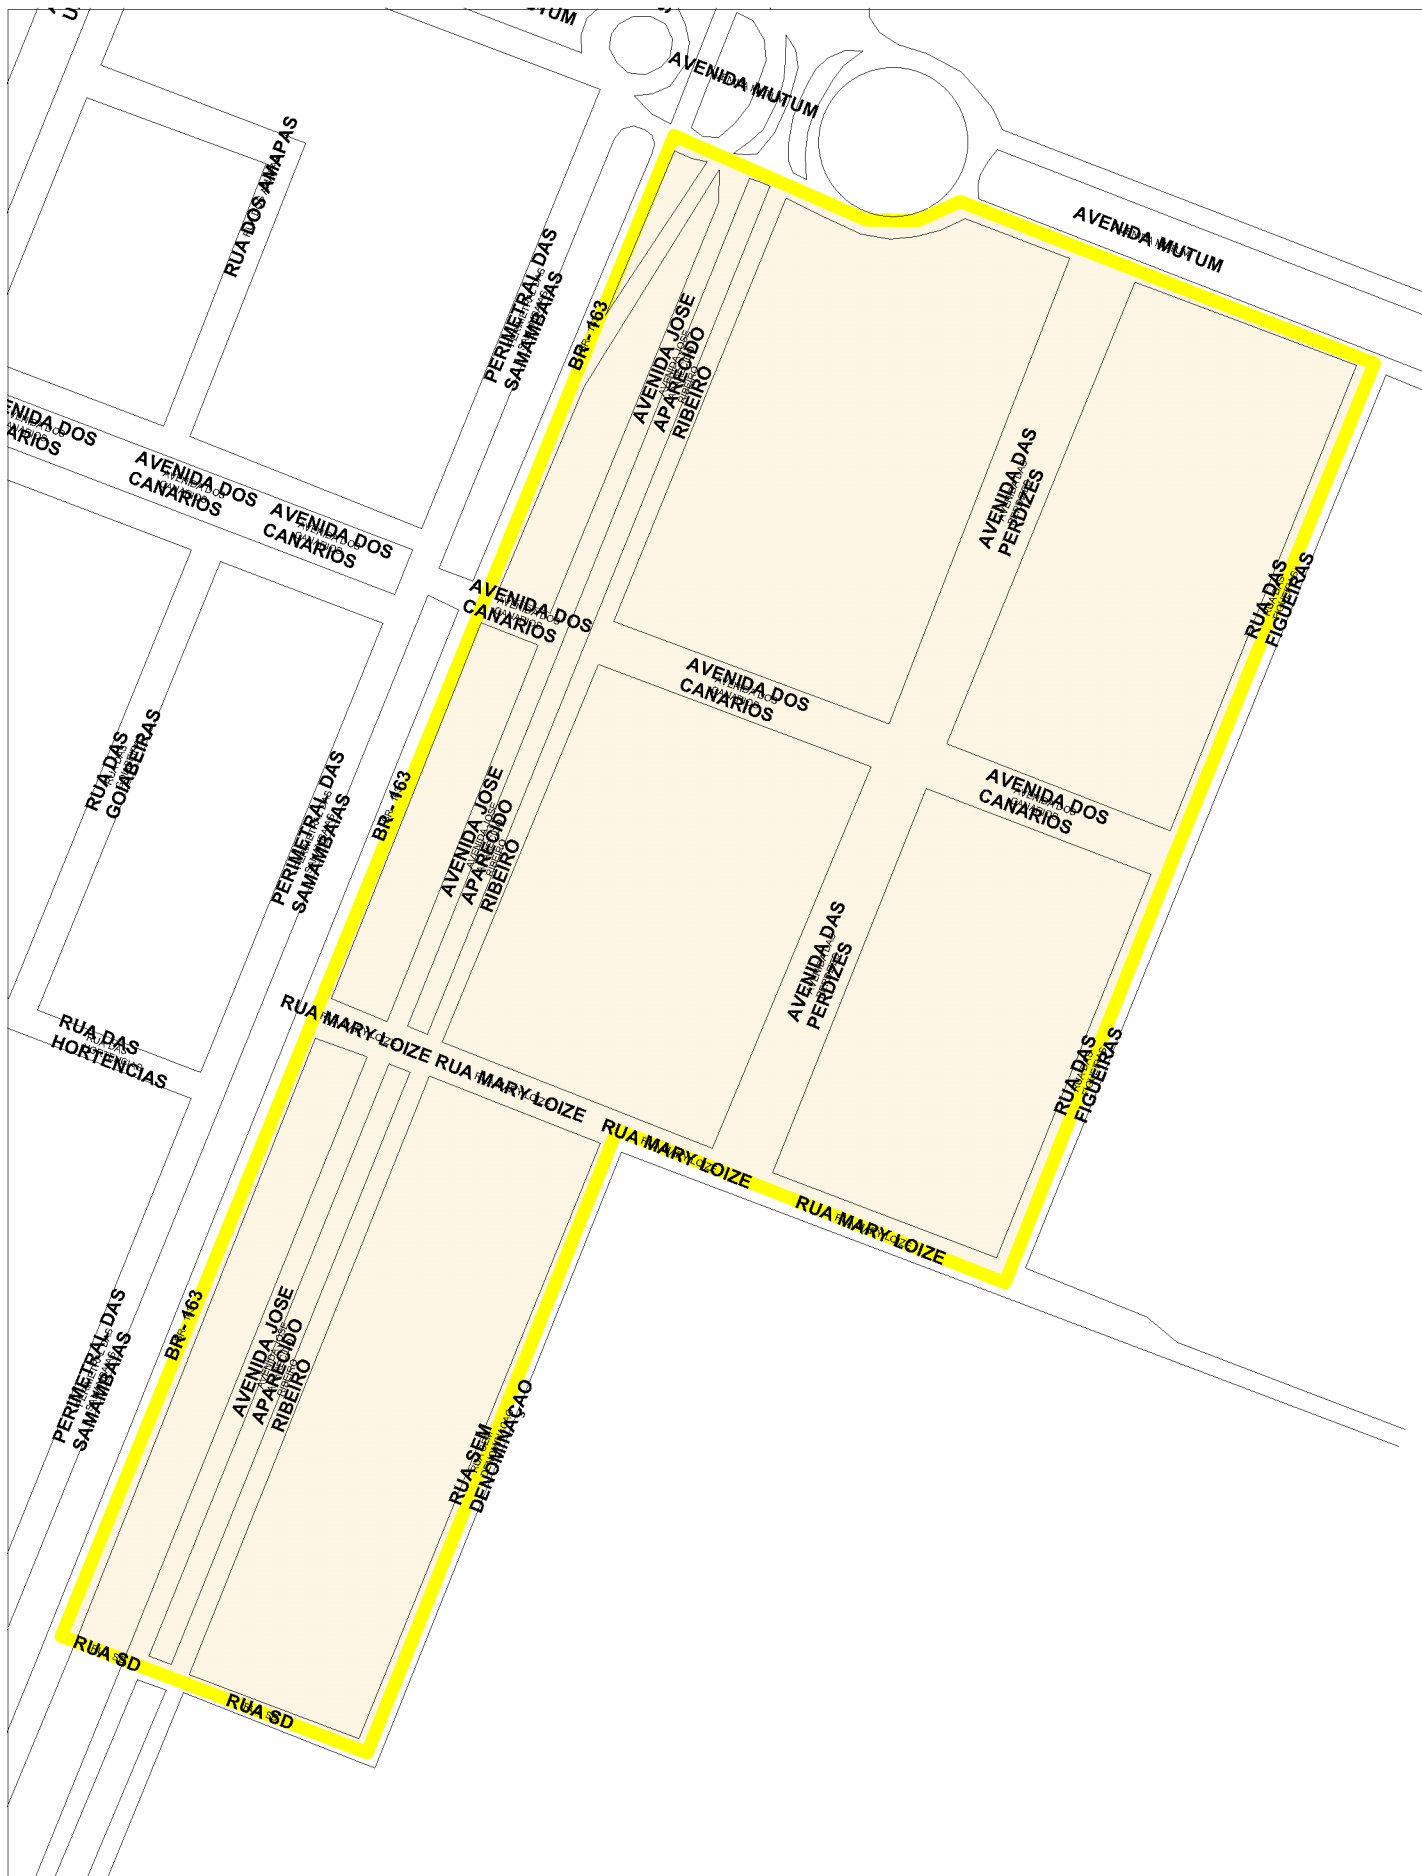 TUM
AVENIDA MUTUM
RUA DOS AMAPAS
AVENIDA MUTUM
PERIMETRAL DAS
SAMAMBAIAS
BR - 163
AVENIDA JOSE
APARECIDO
RIBEIRO
ENIDA DOS
ARIOS
AVENIDA DOS
CANARIOS
AVENIDA DOS
CANARIOS
AVENIDA DAS
PERDIZES
RUA DAS
FIGUEIRAS
AVENIDA DOS
CANARIOS
AVENIDA DOS
CANARIOS
RUA DAS
GOIABEIRAS
PERIMETRAL DAS
SAMAMBAIAS
BR - 163
AVENIDA JOSE
APARECIDO
RIBEIRO
AVENIDA DOS
CANARIOS
AVENIDA DAS
PERDIZES
RUA DAS
HORTENCIAS
RUA MARY LOIZE
RUA MARY LOIZE
RUA DAS
FIGUEIRAS
RUA MARY LOIZE
RUA MARY LOIZE
PERIMETRAL DAS
SAMAMBAIAS
BR - 163
AVENIDA JOSE
APARECIDO
RIBEIRO
RUA SEM
DENOMINAÇAO
RUA SD
RUA SD